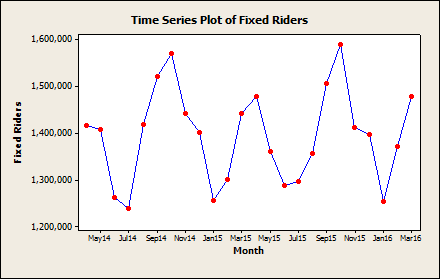 Time Series Plot of Fixed Riders
1,600,000
1,500,000
1,400,000
1,300,000
1,200,000
Fixed Riders
May14 Jul14 Sep14 Nov14 Jan15 Mar15 May15 Jul15 Sep15 Nov15 Jan16 Mar16
Month